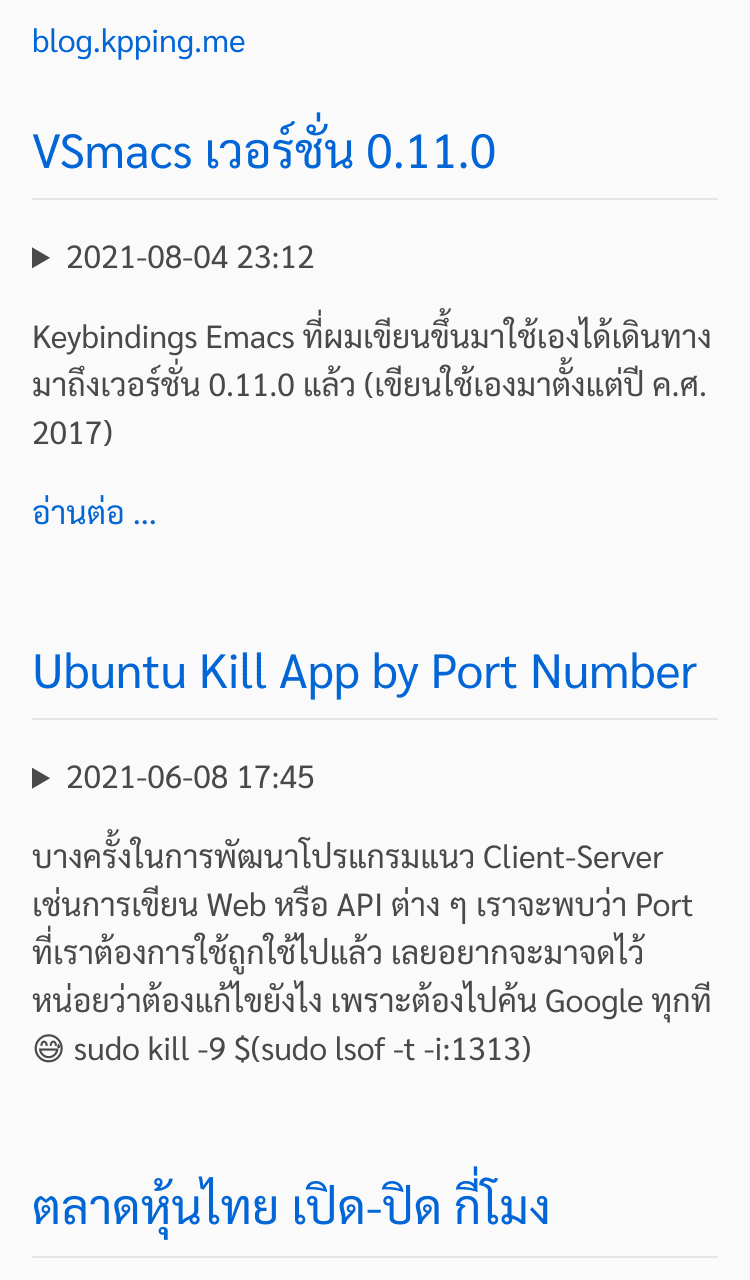 blog.kpping.me
VSmacs เวอร์ชั่น 0.11.0
▶ 2021-08-04 23:12
Keybindings Emacs ที่ผมเขียนขึ้นมาใช้เองได้เดินทาง
มาถึงเวอร์ชั่น 0.11.0 แล้ว (เขียนใช้เองมาตั้งแต่ปี ค.ศ.
2017)
อ่านต่อ ...
Ubuntu Kill App by Port Number
▶ 2021-06-08 17:45
บางครั้งในการพัฒนาโปรแกรมแนว Client-Server
เช่นการเขียน Web หรือ API ต่าง ๆ เราจะพบว่า Port
ที่เราต้องการใช้ถูกใช้ไปแล้ว เลยอยากจะมาจดไว้
หน่อยว่าต้องแก้ไขยังไง เพราะต้องไปค้น Google ทุกที
😅 sudo kill -9 $(sudo lsof -t -i:1313)
ตลาดหุ้นไทย เปิด-ปิด กี่โมง